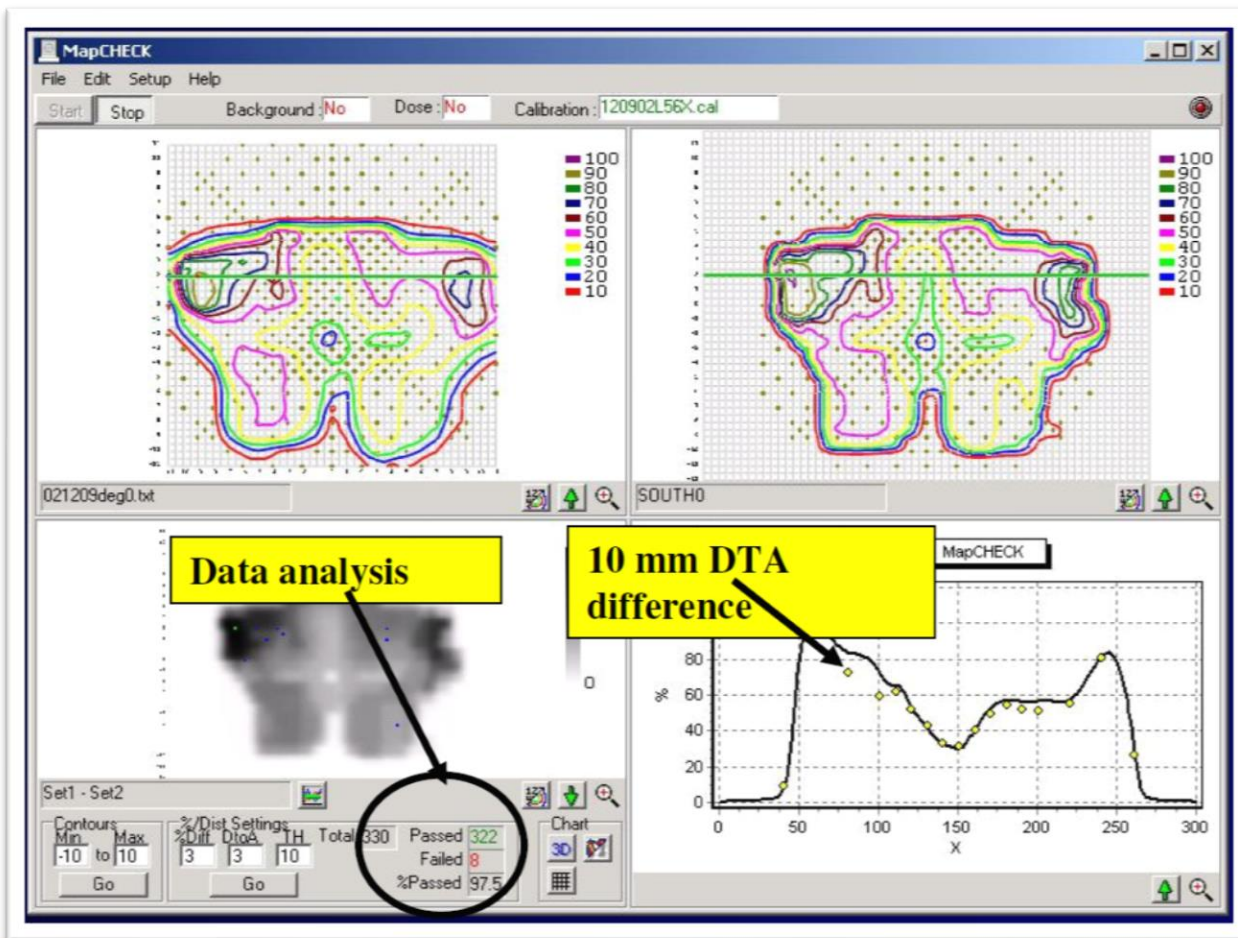 MapCHECK
File Edit Setup Help
Start Stop Background : No Dose : No Calibration : 120902L56X.cal
100
90
80
70
60
50
40
30
20
10
100
90
80
70
60
50
40
30
20
10
021209deg0.txt
SOUTH0
Data analysis
0
10 mm DTA
difference
MapCHECK
80
60
40
20
0
%
0 50 100 150 200 250 300
X
Set1 - Set2
Contours
Min Max
-10 to 10
Go
%/Dist Settings
%Diff DtoA TH
3 3 10
Go
Total 330 Passed 322
Failed 8
%Passed 97.5
Chart
3D